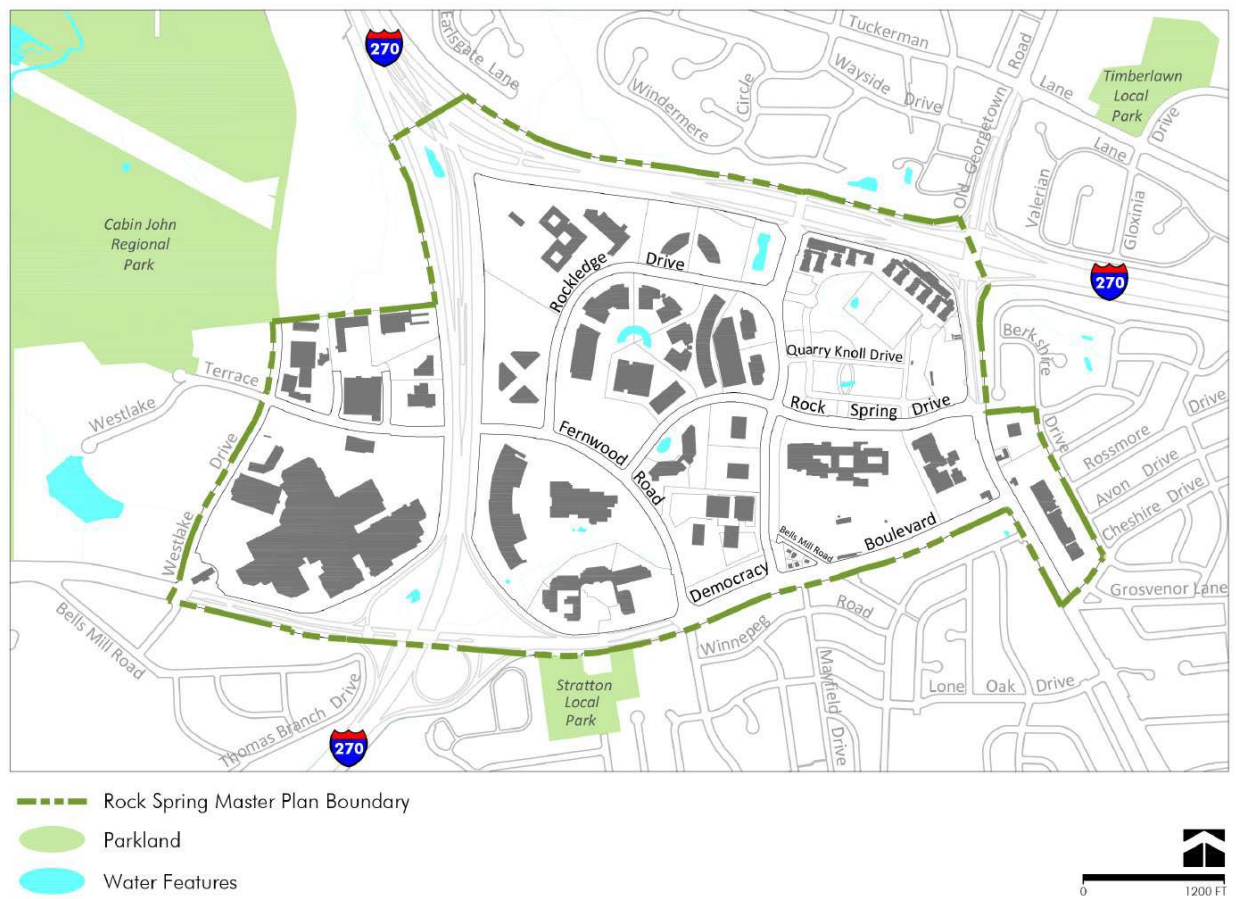 270
Earlsgate Lane
Tuckerman
Lane
Wayside Drive
Windermere
Circle
Old Georgetown Road
Timberlawn
Local
Park
Lane
Drive
Valerian
Gloxinia
Cabin John
Regional
Park
Rockledge Drive
270
Berkshire
Drive
Quarry Knoll Drive
Terrace
Westlake
Rock Spring Drive
Drive
Rossmore
Fernwood
Road
Avon Drive
Cheshire Drive
Westlake
Drive
Bells Mill Road
Boulevard
Democracy
Grosvenor Lane
Bells Mill Road
Road
Winnepeg
Mayfield Drive
Lone Oak Drive
Stratton
Local
Park
Thomas Branch Drive
270
Rock Spring Master Plan Boundary
Parkland
Water Features
0 1200 FT